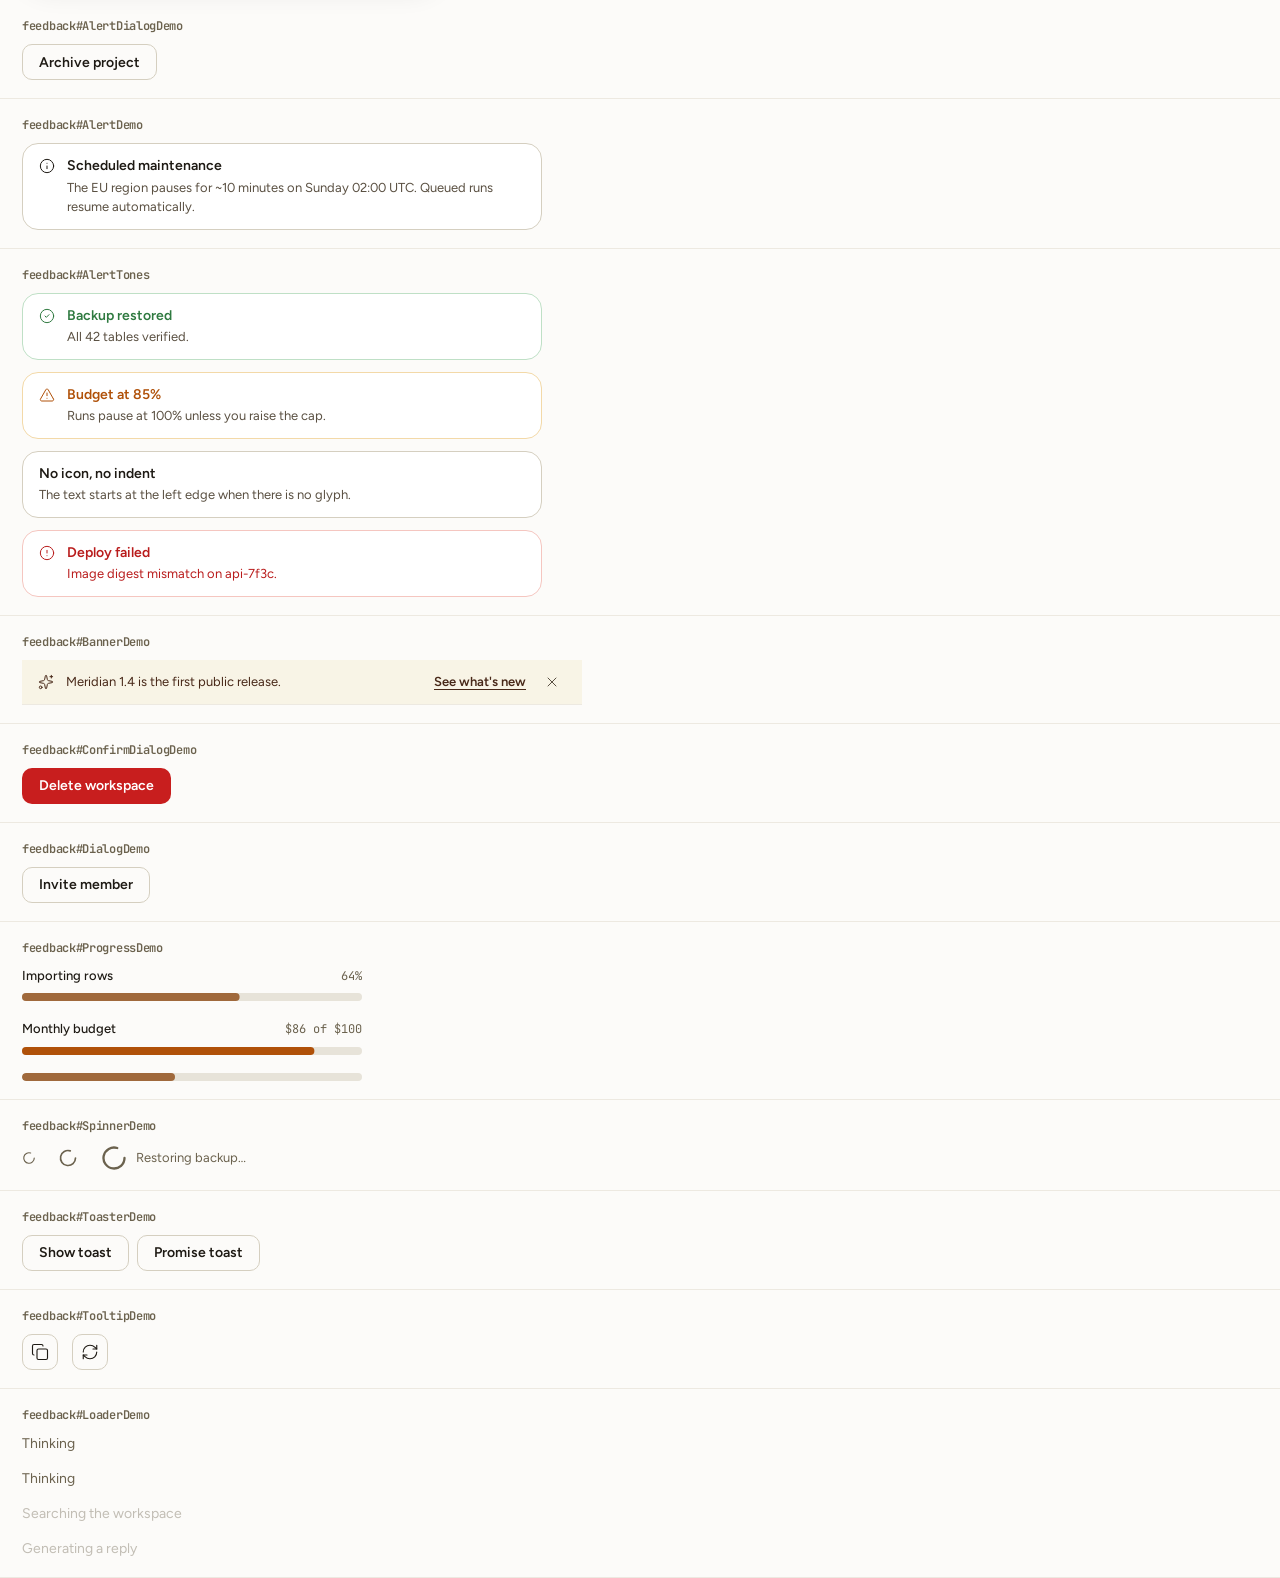 feedback#AlertDialogDemo
Archive project
feedback#AlertDemo
Scheduled maintenance
The EU region pauses for ~10 minutes on Sunday 02:00 UTC. Queued runs
resume automatically.
feedback#AlertTones
Backup restored
All 42 tables verified.
Budget at 85%
Runs pause at 100% unless you raise the cap.
No icon, no indent
The text starts at the left edge when there is no glyph.
Deploy failed
Image digest mismatch on api-7f3c.
feedback#BannerDemo
Meridian 1.4 is the first public release. See what's new
feedback#ConfirmDialogDemo
Delete workspace
feedback#DialogDemo
Invite member
feedback#ProgressDemo
Importing rows 64%
Monthly budget $86 of $100
feedback#SpinnerDemo
Restoring backup…
feedback#ToasterDemo
Show toast Promise toast
feedback#TooltipDemo
feedback#LoaderDemo
Thinking
Thinking
Searching the workspace
Generating a reply